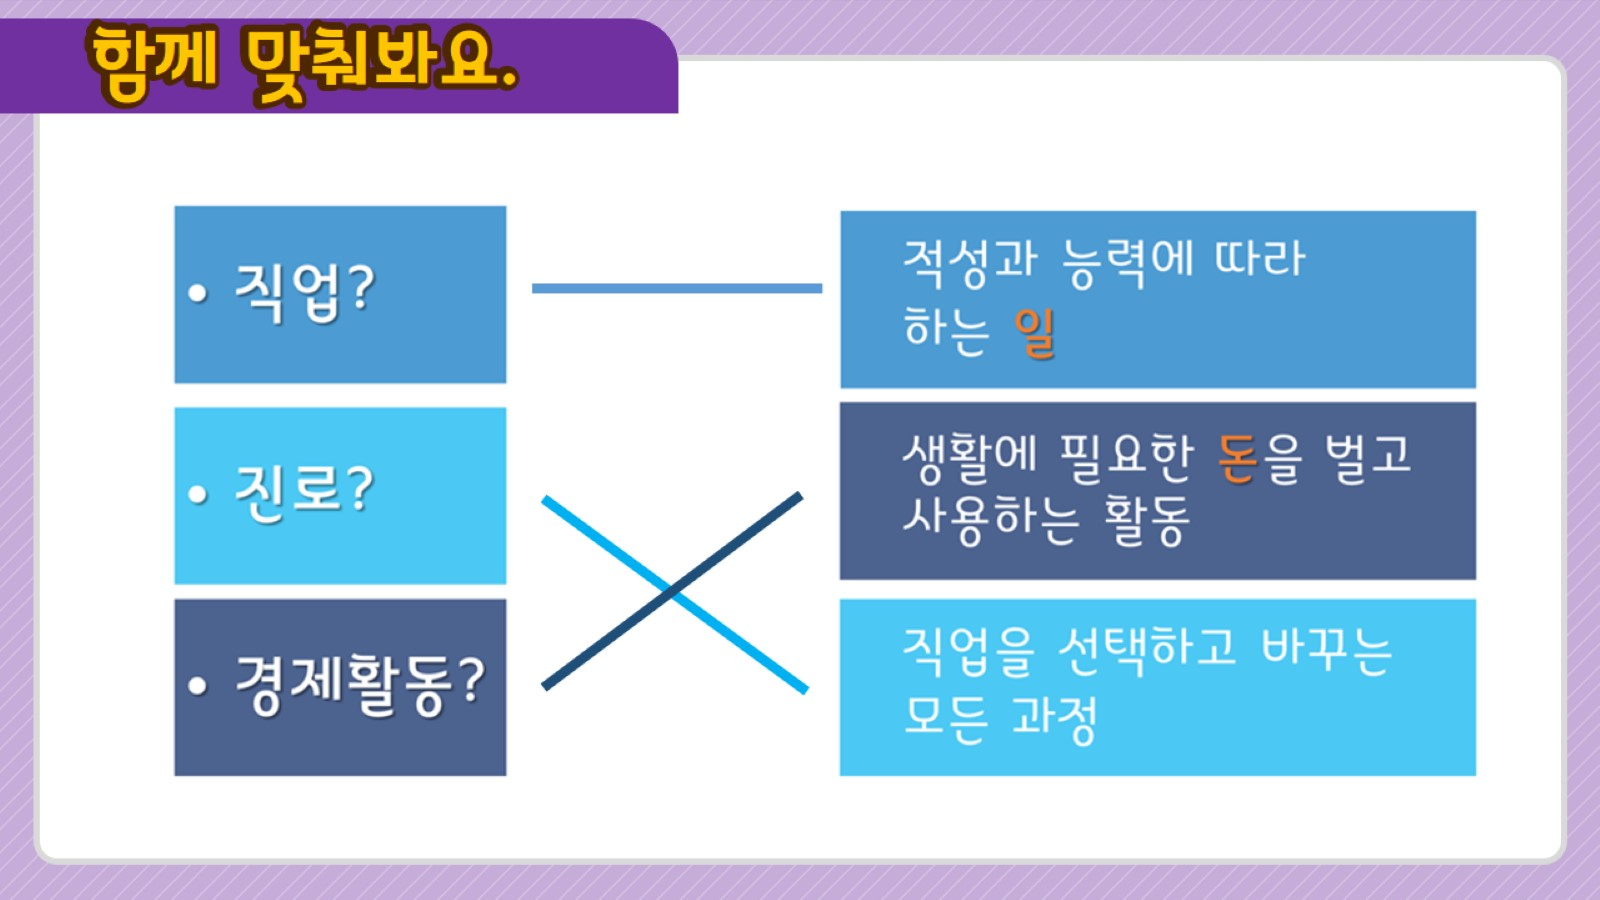 함께 맞춰봐요.
• 직업?
적성과 능력에 따라
하는 일
• 진로?
생활에 필요한 돈을 벌고
사용하는 활동
• 경제활동?
직업을 선택하고 바꾸는
모든 과정